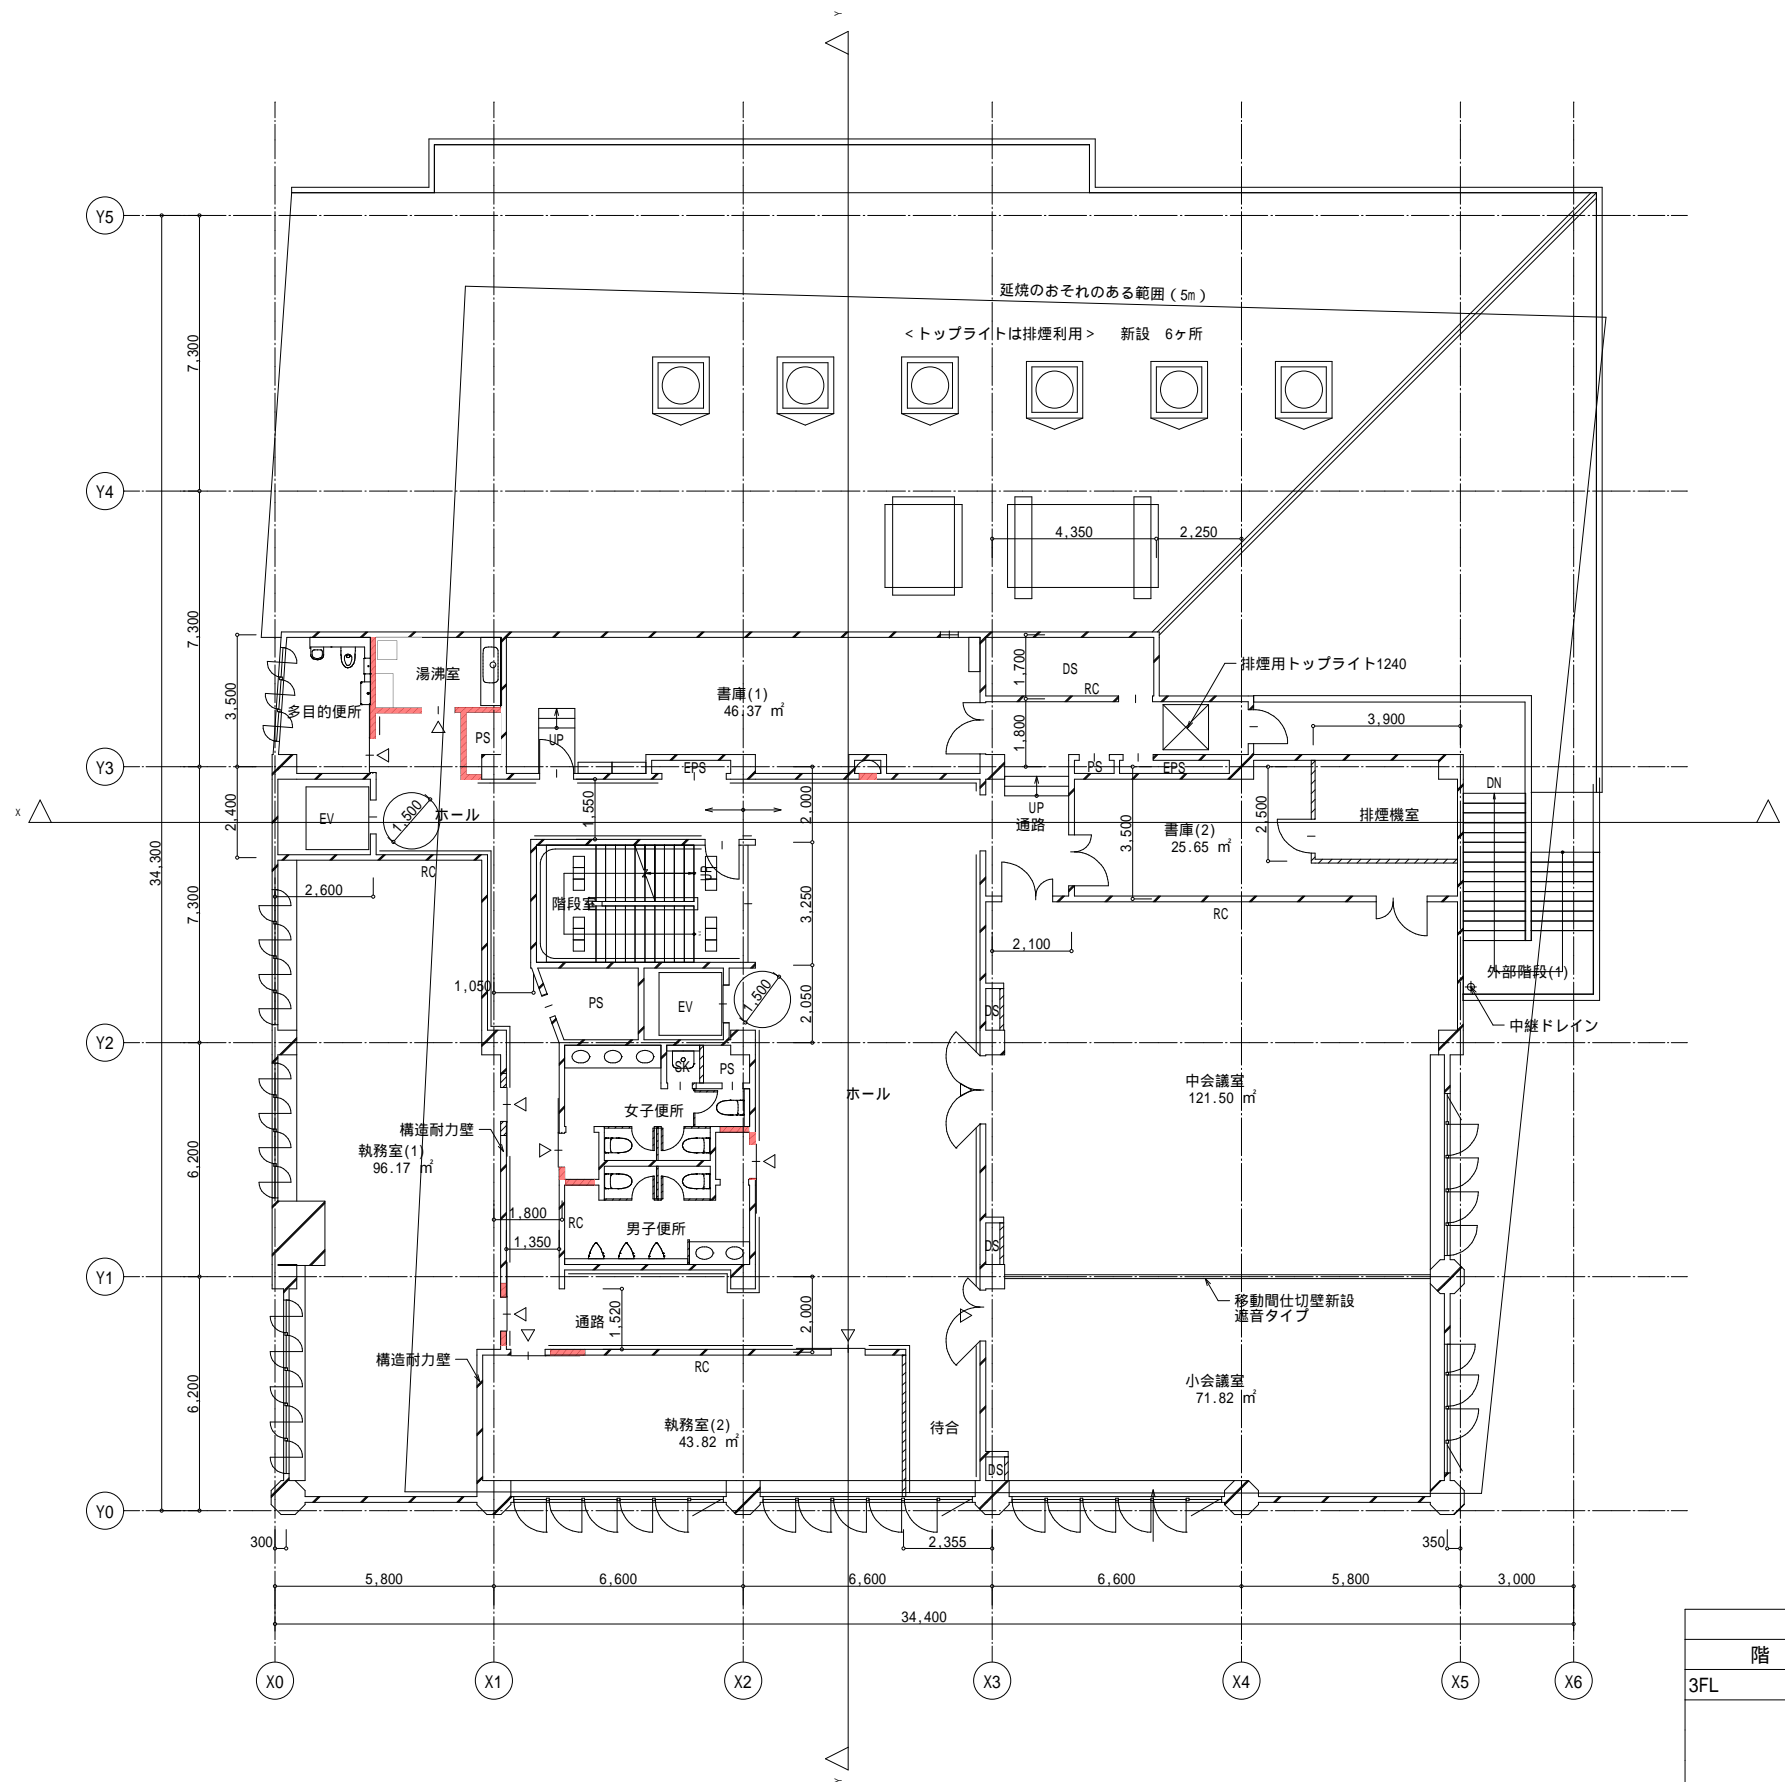 Y
Y5
延焼のおそれのある範囲(5m)
<トップライトは排煙利用> 新設 6ヶ所
7,300
Y4
4,350
2,250
7,300
3,500
湯沸室
多目的便所
書庫(1)
46.37 ㎡
DS
RC
1,700
1,800
排煙用トップライト1240
3,900
PS
UP
EPS
PS
EPS
Y3
2,400
EV
1,500
ホール
1,550
2,000
UP
通路
3,500
書庫(2)
25.65 ㎡
2,500
排煙機室
DN
X
34,300
7,300
2,600
RC
階段室
UP
3,250
RC
2,100
外部階段(1)
1,050
PS
EV
1,500
2,050
DS
中継ドレイン
Y2
SK
PS
女子便所
ホール
中会議室
121.50 ㎡
構造耐力壁
執務室(1)
96.17 ㎡
6,200
1,800
RC
男子便所
1,350
DS
Y1
通路
1,520
2,000
移動間仕切壁新設
遮音タイプ
構造耐力壁
RC
6,200
小会議室
71.82 ㎡
執務室(2)
43.82 ㎡
待合
DS
Y0
300
2,355
350
5,800
6,600
6,600
6,600
5,800
3,000
34,400
X0
X1
X2
X3
X4
X5
X6
階
3FL
Y